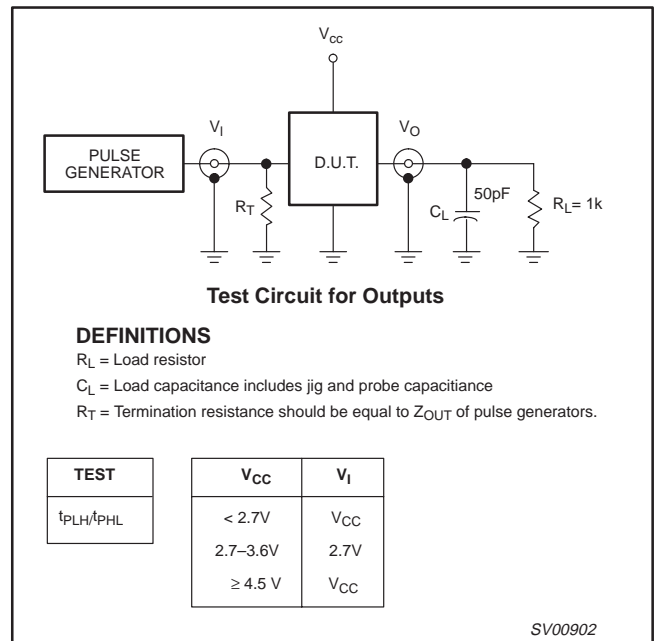 Vcc
VI
VO
PULSE
GENERATOR
D.U.T.
RT
50pF
CL
RL= 1k
Test Circuit for Outputs
DEFINITIONS
RL = Load resistor
CL = Load capacitance includes jig and probe capacitiance
RT = Termination resistance should be equal to ZOUT of pulse generators.
TEST
tPLH/tPHL
VCC VI
< 2.7V VCC
2.7–3.6V 2.7V
≥ 4.5 V VCC
SV00902